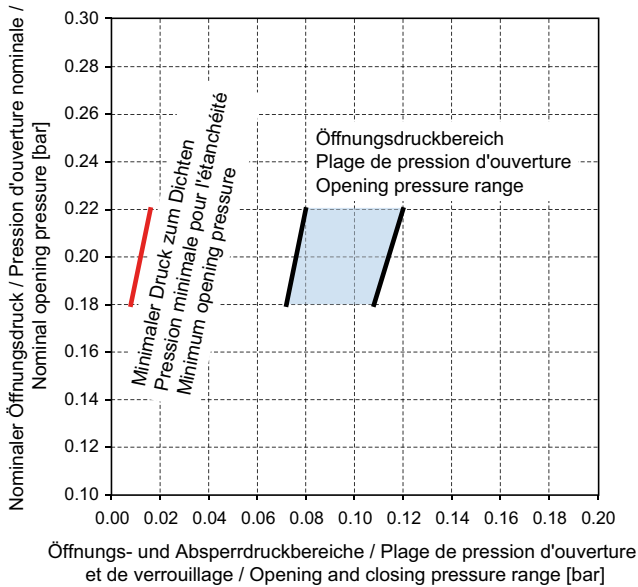 Nominaler Öffnungsdruck / Pression d'ouverture nominale /
Nominal opening pressure [bar]
0.30
0.28
0.26
0.24
0.22
0.20
0.18
0.16
0.14
0.12
0.10
Minimaler Druck zum Dichten
Pression minimale pour l'étanchéité
Minimum opening pressure
Öffnungsdruckbereich
Plage de pression d'ouverture
Opening pressure range
0.00 0.02 0.04 0.06 0.08 0.10 0.12 0.14 0.16 0.18 0.20
Öffnungs- und Absperrdruckbereiche / Plage de pression d'ouverture
et de verrouillage / Opening and closing pressure range [bar]